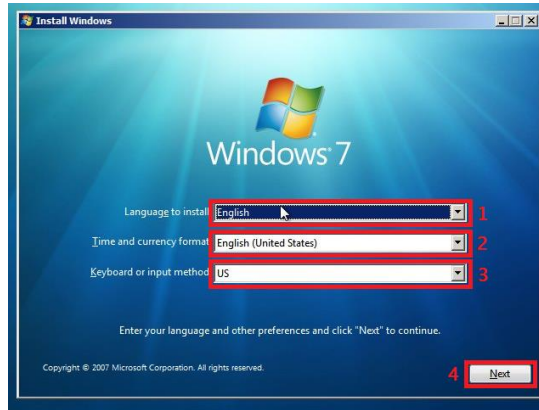 Install Windows
Windows 7
Language to install English 1
Time and currency format English (United States) 2
Keyboard or input method US 3
Enter your language and other preferences and click "Next" to continue.
Copyright © 2007 Microsoft Corporation. All rights reserved.
4 Next